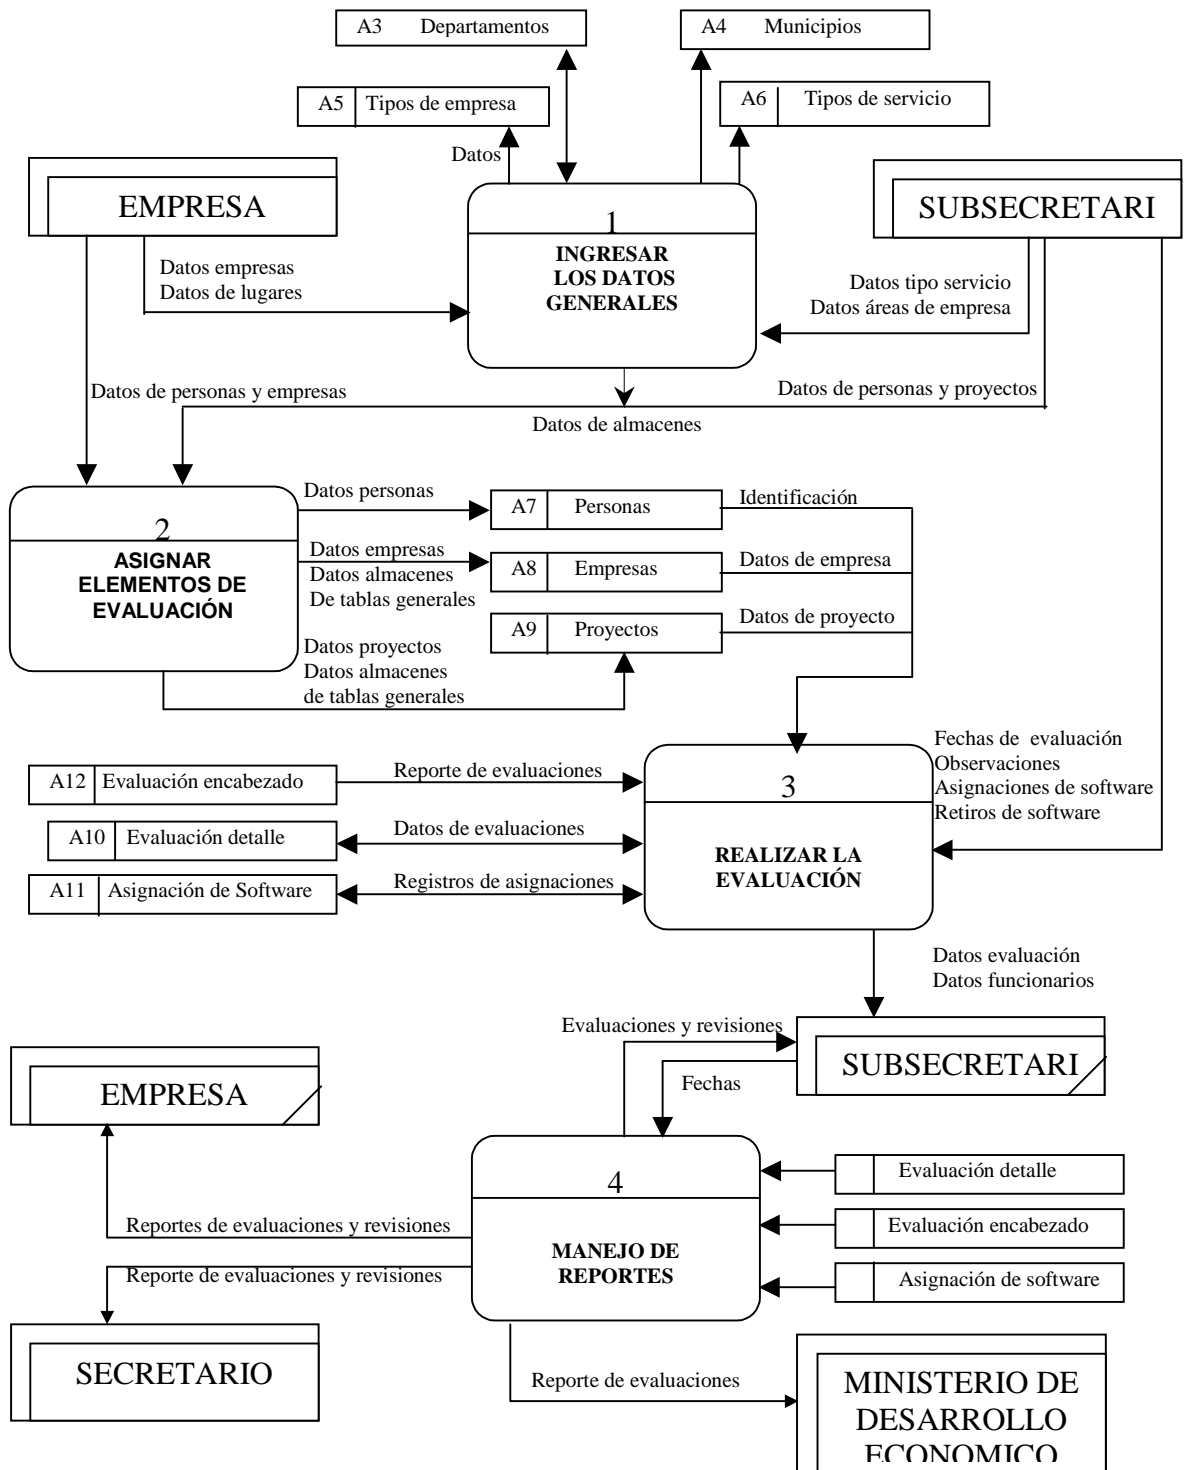 A3 Departamentos
A4 Municipios
A5 Tipos de empresa
A6 Tipos de servicio
Datos
EMPRESA
SUBSECRETARI
1
INGRESAR
LOS DATOS
GENERALES
Datos empresas
Datos de lugares
Datos tipo servicio
Datos áreas de empresa
Datos de personas y empresas
Datos de personas y proyectos
Datos de almacenes
2
ASIGNAR
ELEMENTOS DE
EVALUACIÓN
Datos personas
A7 Personas
Identificación
Datos empresas
Datos almacenes
De tablas generales
A8 Empresas
Datos de empresa
A9 Proyectos
Datos de proyecto
Datos proyectos
Datos almacenes
de tablas generales
Fechas de evaluación
Observaciones
Asignaciones de software
Retiros de software
A12 Evaluación encabezado
Reporte de evaluaciones
A10 Evaluación detalle
Datos de evaluaciones
A11 Asignación de Software
Registros de asignaciones
3
REALIZAR LA
EVALUACIÓN
Datos evaluación
Datos funcionarios
Evaluaciones y revisiones
SUBSECRETARI
Fechas
EMPRESA
4
MANEJO DE
REPORTES
Evaluación detalle
Evaluación encabezado
Asignación de software
Reportes de evaluaciones y revisiones
Reporte de evaluaciones y revisiones
SECRETARIO
Reporte de evaluaciones
MINISTERIO DE
DESARROLLO
ECONOMICO